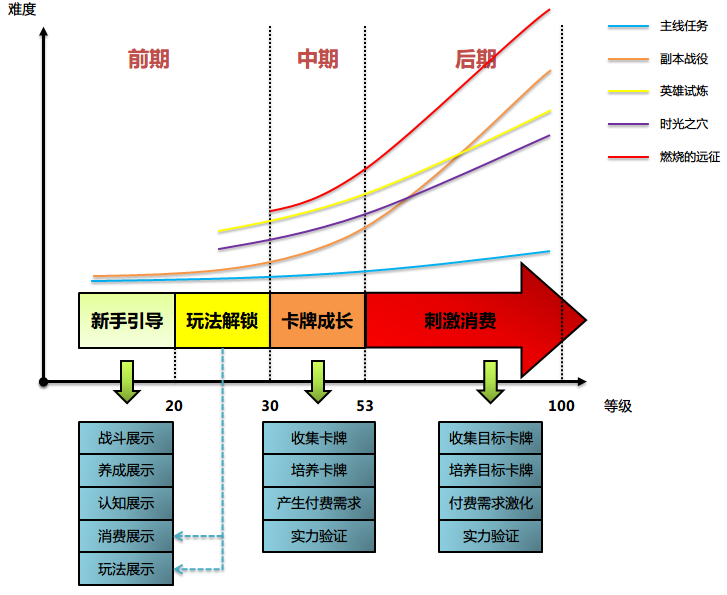 难度
前期
中期
后期
主线任务
副本战役
英雄试炼
时光之穴
燃烧的远征
新手引导
玩法解锁
卡牌成长
刺激消费
20
30
53
100
等级
战斗展示
养成展示
认知展示
消费展示
玩法展示
收集卡牌
培养卡牌
产生付费需求
实力验证
收集目标卡牌
培养目标卡牌
付费需求激化
实力验证